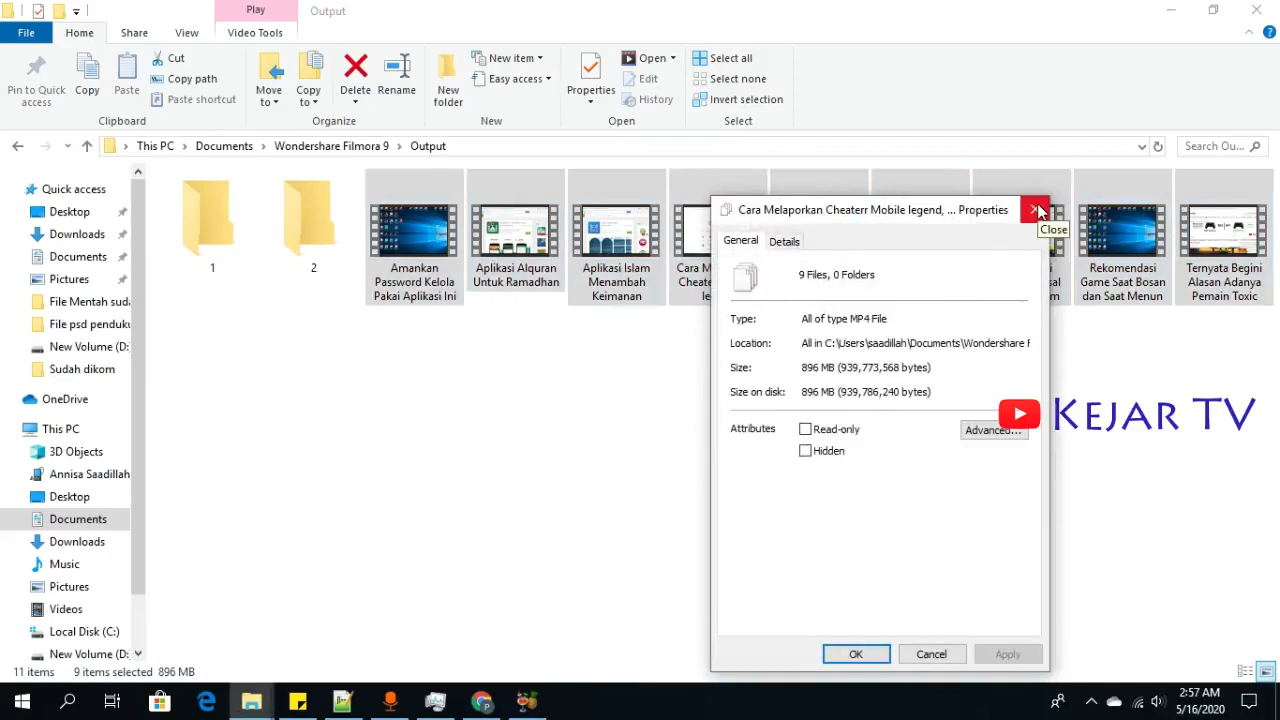 Play
Output
File
Home
Share
View
Video Tools
Pin to Quick access
Copy
Paste
Cut
Copy path
Paste shortcut
Clipboard
Move to
Copy to
Delete
Rename
Organize
New folder
New item
Easy access
New
Properties
Open
Edit
History
Open
Select all
Select none
Invert selection
Select
This PC > Documents > Wondershare Filmora 9 > Output
Search Ou...
Quick access
Desktop
Downloads
Documents
Pictures
File Mentah suda
File psd penduku
New Volume (D:
Sudah dikom
OneDrive
This PC
3D Objects
Annisa Saadillah
Desktop
Documents
Downloads
Music
Pictures
Videos
Local Disk (C:)
New Volume (D:
1
2
Amankan
Password Kelola
Pakai Aplikasi Ini
Aplikasi Alquran
Untuk Ramadhan
Aplikasi Islam
Menambah
Keimanan
Rekomendasi
Game Saat Bosan
dan Saat Menun
Ternyata Begini
Alasan Adanya
Pemain Toxic
Cara Melaporkan Cheaterr Mobile legend, ... Properties
Close
General
Details
9 Files, 0 Folders
Type: All of type MP4 File
Location: All in C:\Users\saadillah\Documents\Wondershare F
Size: 896 MB (939,773,568 bytes)
Size on disk: 896 MB (939,786,240 bytes)
Attributes
Read-only
Hidden
Advanced...
OK
Cancel
Apply
KEJAR TV
11 items
9 items selected 896 MB
2:57 AM
5/16/2020